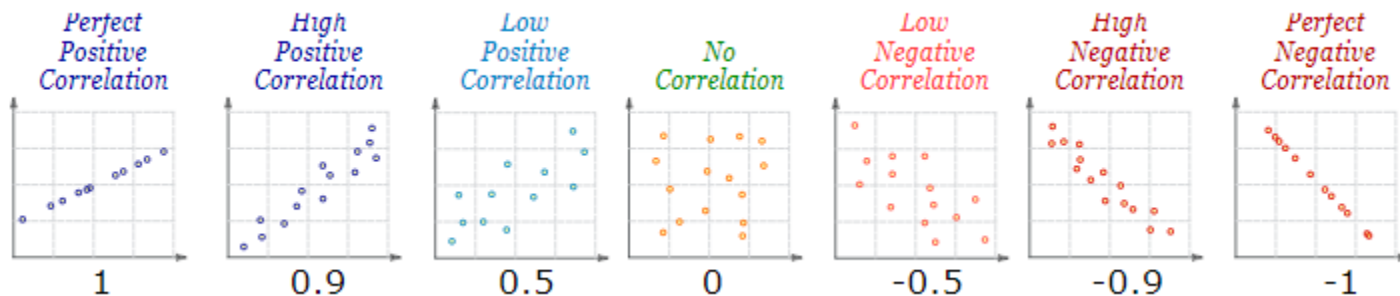 Perfect
Positive
Correlation
1
High
Positive
Correlation
0.9
Low
Positive
Correlation
0.5
No
Correlation
0
Low
Negative
Correlation
-0.5
High
Negative
Correlation
-0.9
Perfect
Negative
Correlation
-1